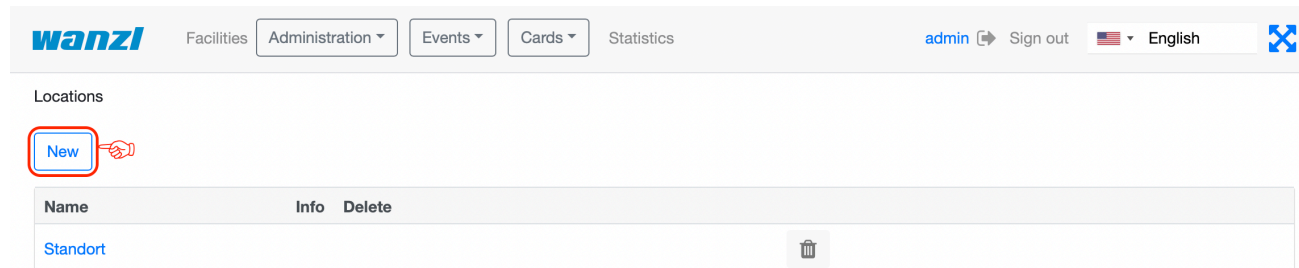 wanzl Facilities Administration Events Cards Statistics admin Sign out English
Locations
New
Name Info Delete
Standort